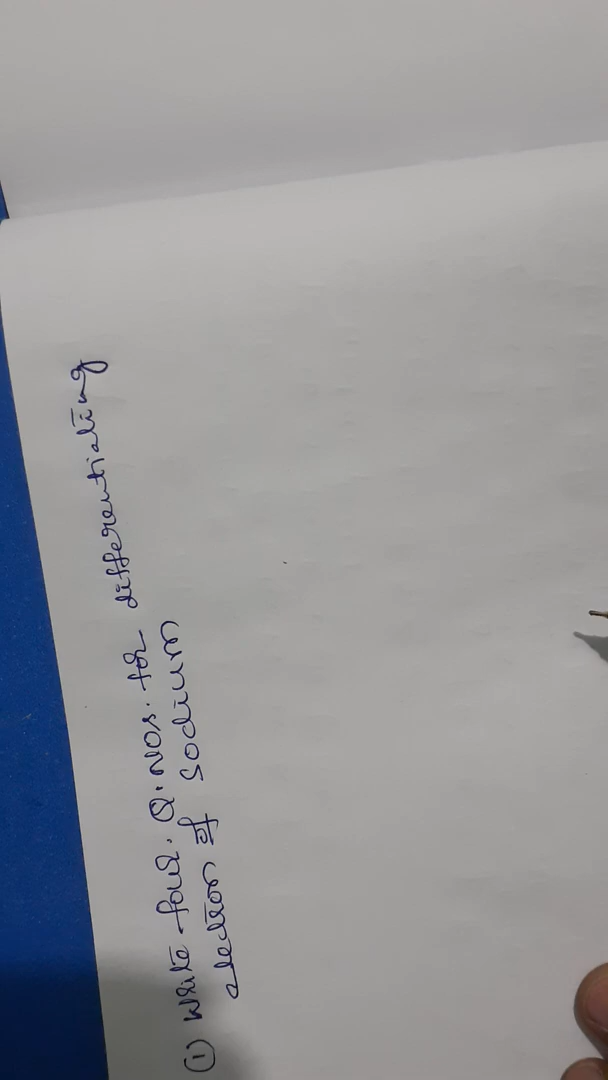 (1) Write four. Q. Nos. for differentiating
electron of Sodium